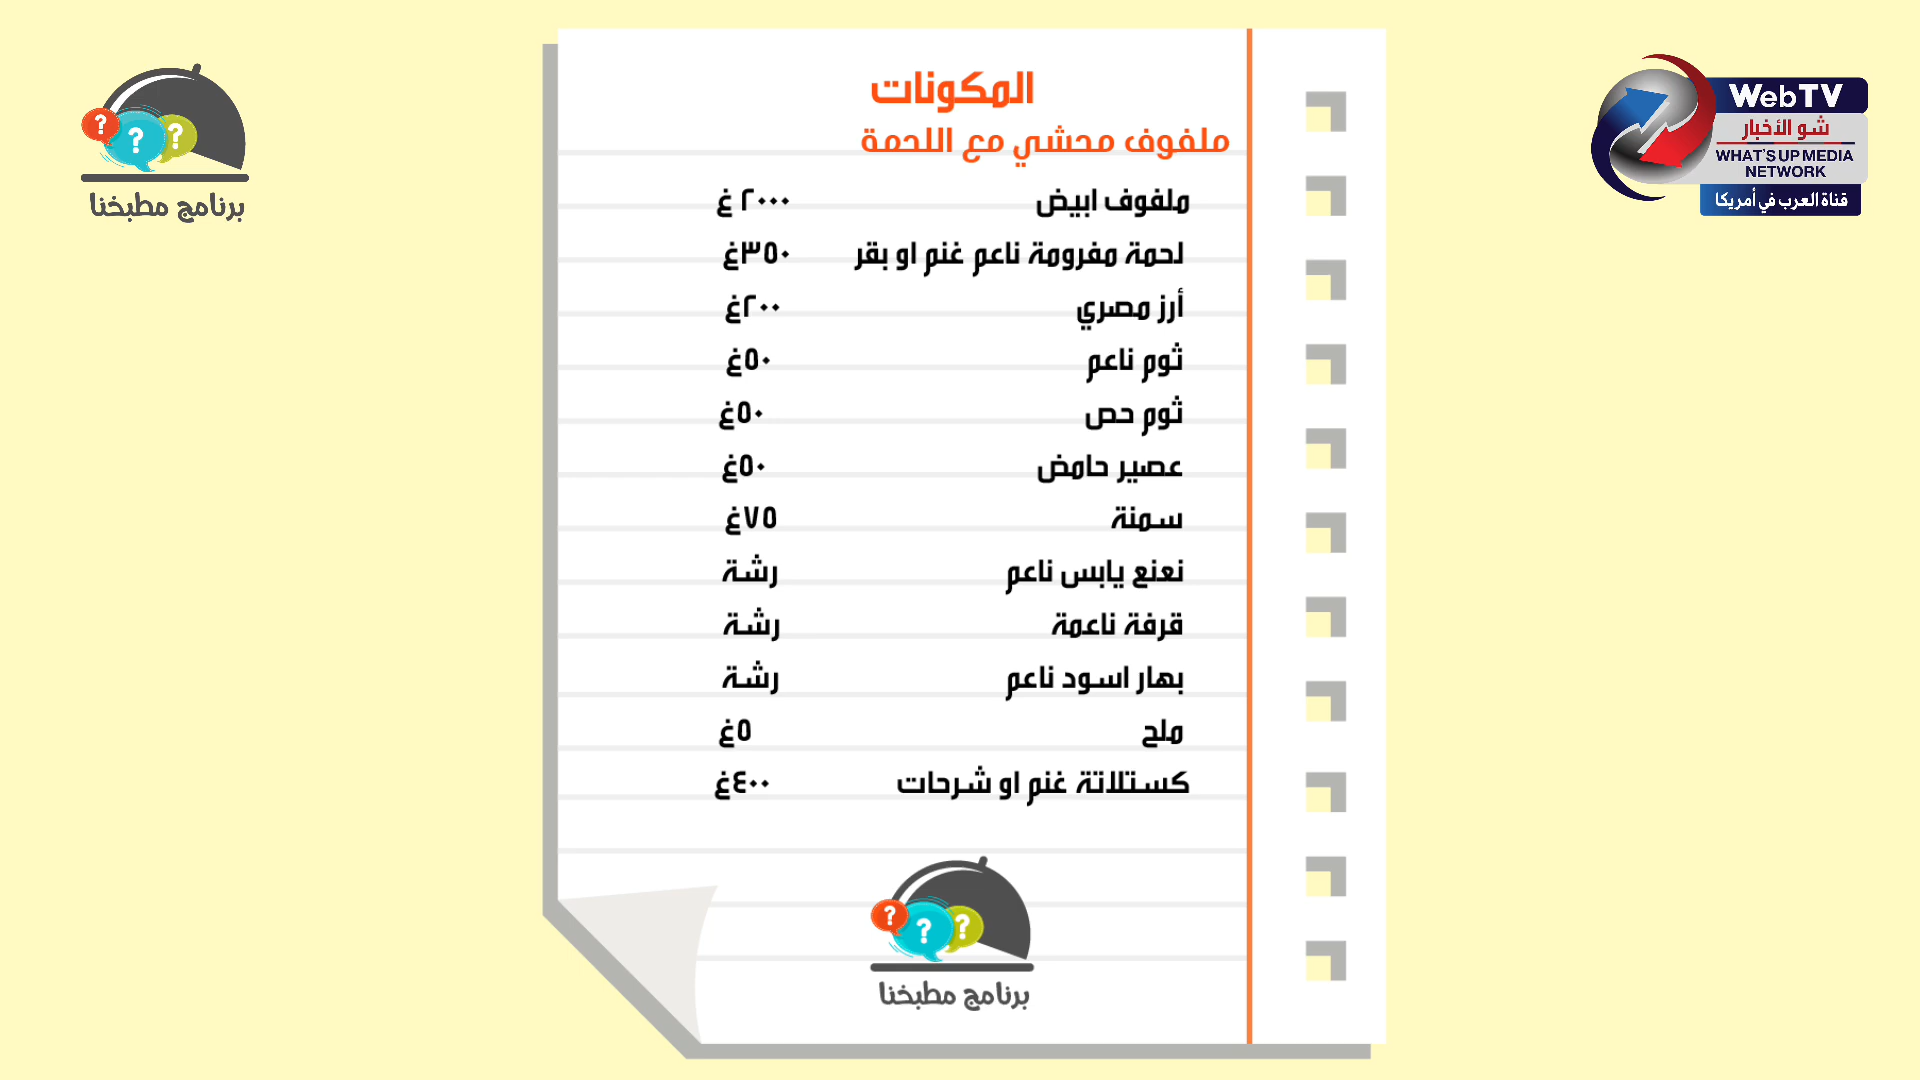 المكونات
ملفوف محشي مع اللحمة
ملفوف ابيض ٢٠٠٠ غ
لحمة مفرومة ناعم غنم او بقر ٣٥٠غ
أرز مصري ٢٠٠غ
ثوم ناعم ٥٠غ
ثوم حص ٥٠غ
عصير حامض ٥٠غ
سمنة ٧٥غ
نعنع يابس ناعم رشة
قرفة ناعمة رشة
بهار اسود ناعم رشة
ملح ٥غ
كستلاتة غنم او شرحات ٤٠٠غ
? ? ?
برنامج مطبخنا
? ? ?
برنامج مطبخنا
WebTV
شو الأخبار
WHAT'S UP MEDIA
NETWORK
قناة العرب في أمريكا